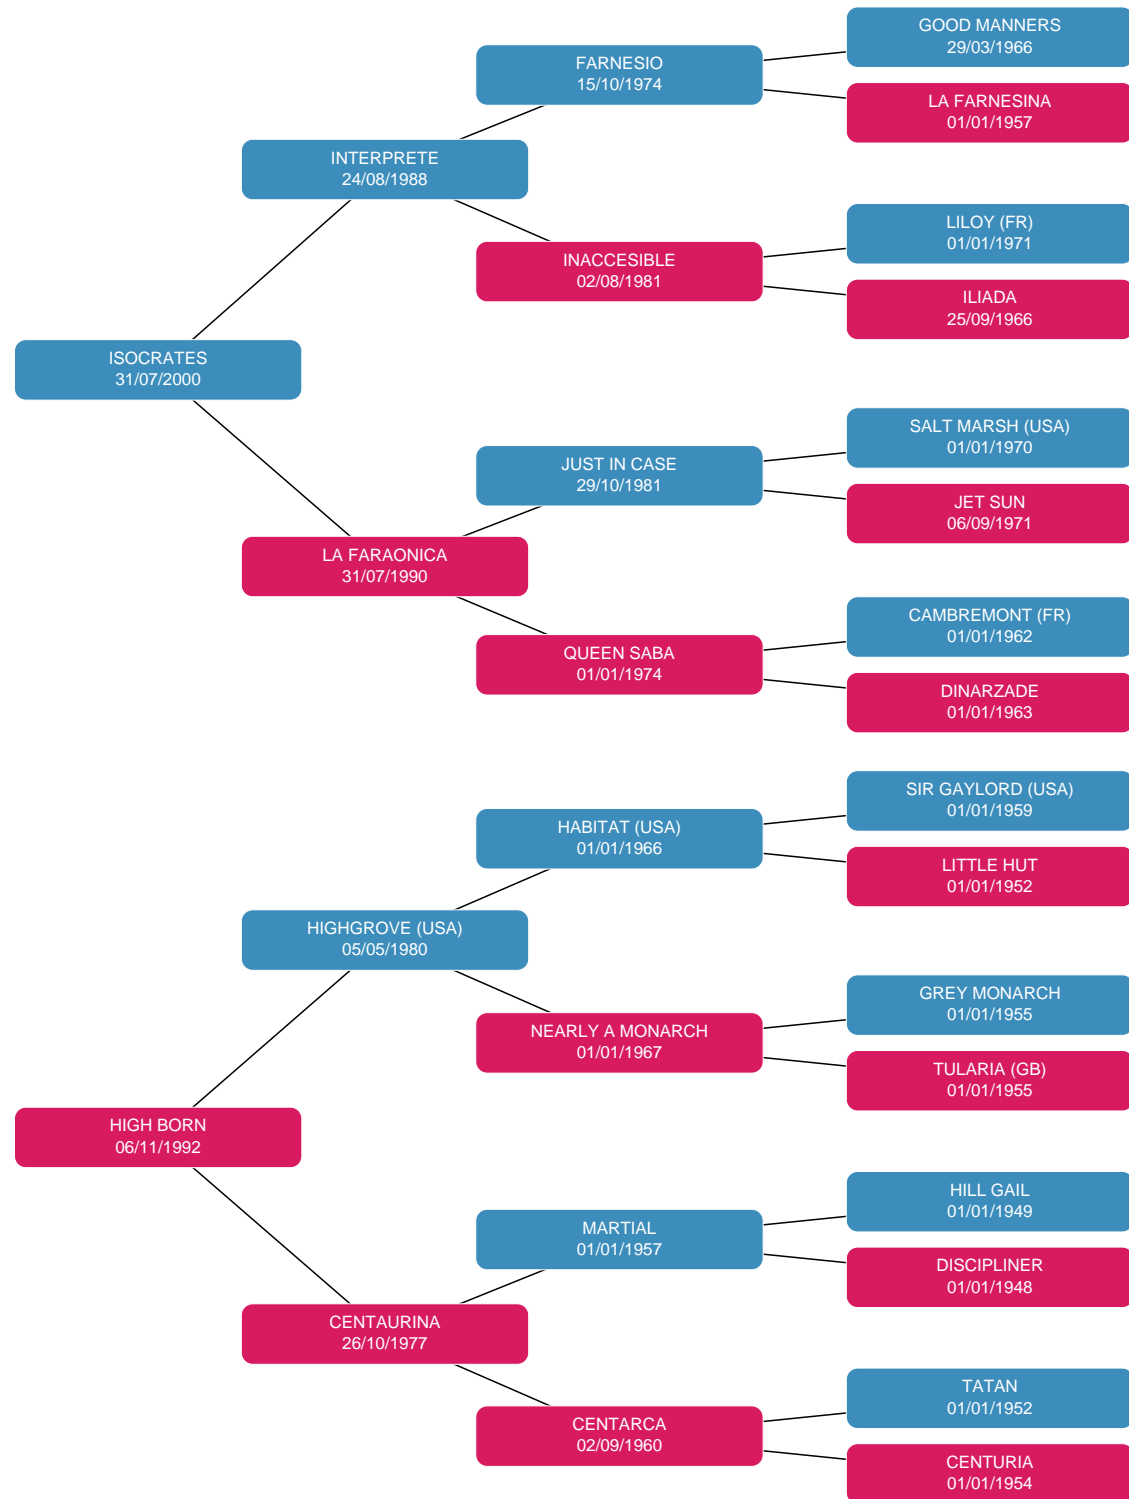 GOOD MANNERS
29/03/1966
FARNESIO
15/10/1974
LA FARNESINA
01/01/1957
INTERPRETE
24/08/1988
LILOY (FR)
01/01/1971
INACCESIBLE
02/08/1981
ILIADA
25/09/1966
ISOCRATES
31/07/2000
SALT MARSH (USA)
01/01/1970
JUST IN CASE
29/10/1981
JET SUN
06/09/1971
LA FARAONICA
31/07/1990
CAMBREMONT (FR)
01/01/1962
QUEEN SABA
01/01/1974
DINARZADE
01/01/1963
SIR GAYLORD (USA)
01/01/1959
HABITAT (USA)
01/01/1966
LITTLE HUT
01/01/1952
HIGHGROVE (USA)
05/05/1980
GREY MONARCH
01/01/1955
NEARLY A MONARCH
01/01/1967
TULARIA (GB)
01/01/1955
HIGH BORN
06/11/1992
HILL GAIL
01/01/1949
MARTIAL
01/01/1957
DISCIPLINER
01/01/1948
CENTAURINA
26/10/1977
TATAN
01/01/1952
CENTARCA
02/09/1960
CENTURIA
01/01/1954